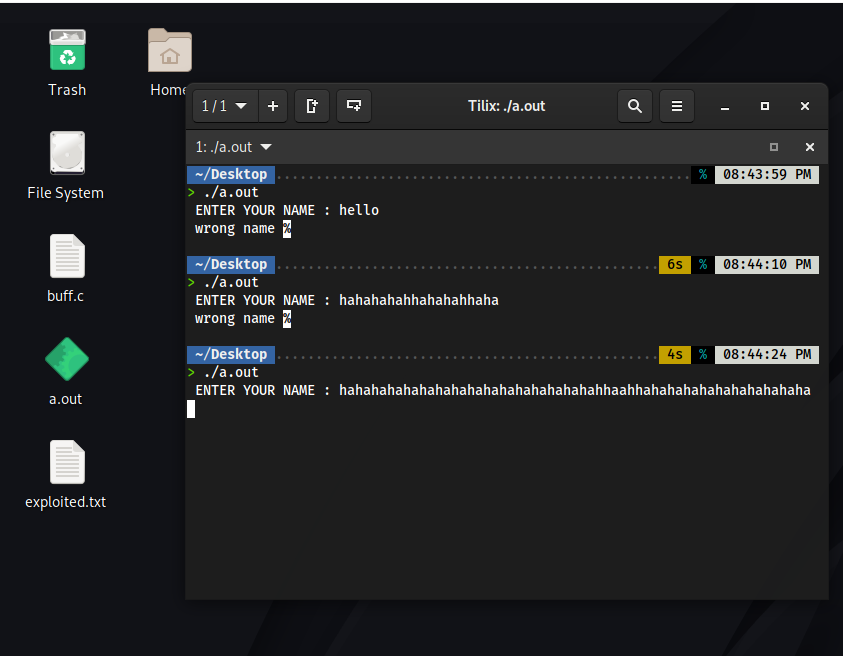 Trash
Home
File System
buff.c
a.out
exploited.txt
1 / 1
Tilix: ./a.out
1: ./a.out
~/Desktop % 08:43:59 PM
> ./a.out
ENTER YOUR NAME : hello
wrong name %
~/Desktop 6s % 08:44:10 PM
> ./a.out
ENTER YOUR NAME : hahahahahhahahahhaha
wrong name %
~/Desktop 4s % 08:44:24 PM
> ./a.out
ENTER YOUR NAME : hahahahahahahahahahahahahahahahahhaahhahahahahahahahahahaha